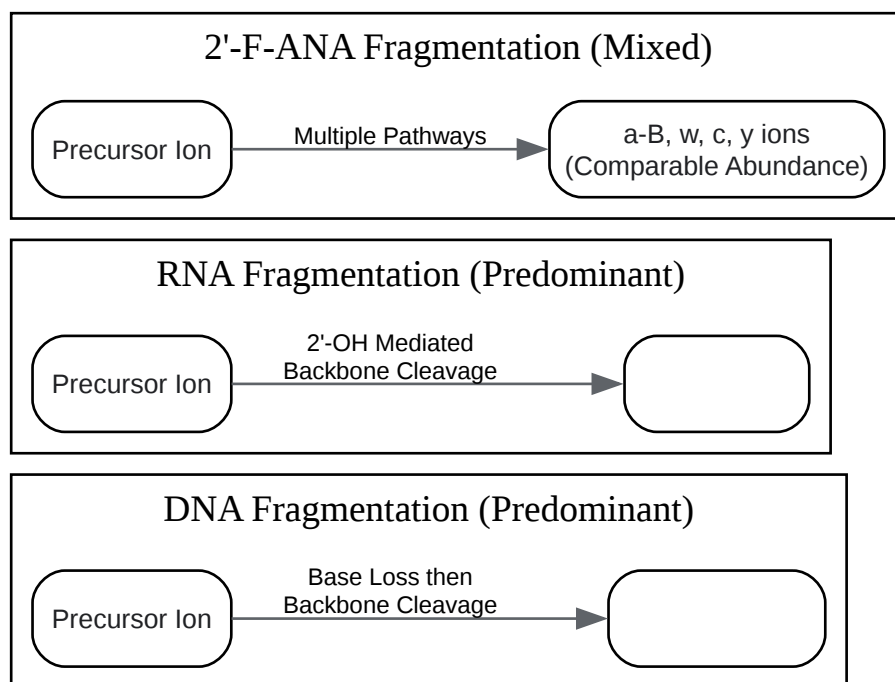 2'-F-ANA Fragmentation (Mixed)
Precursor Ion
Multiple Pathways
a-B, w, c, y ions
(Comparable Abundance)
RNA Fragmentation (Predominant)
Precursor Ion
2'-OH Mediated
Backbone Cleavage
DNA Fragmentation (Predominant)
Precursor Ion
Base Loss then
Backbone Cleavage